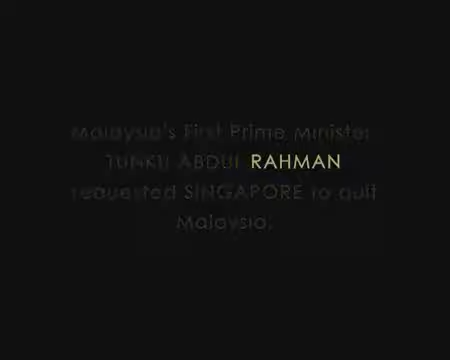 Malaysia's First Prime Minister
TUNKU ABDUL RAHMAN
requested SINGAPORE to quit
Malaysia.